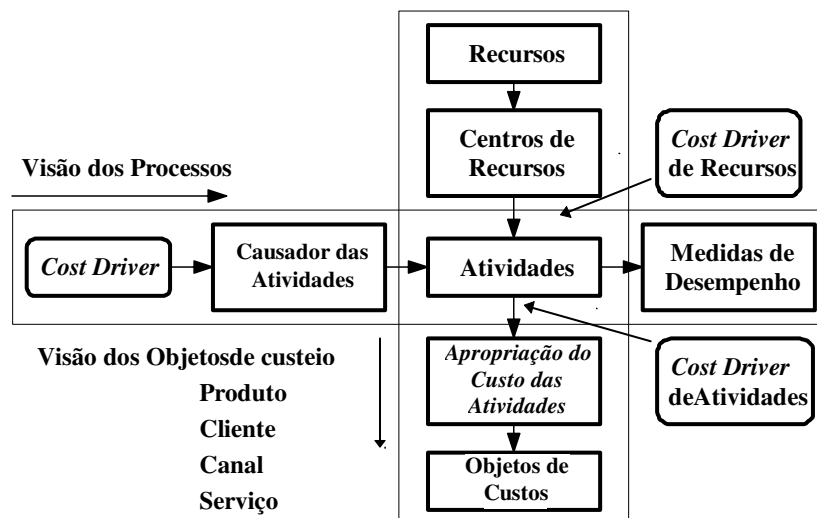 Recursos
Centros de
Recursos
Cost Driver
de Recursos
Visão dos Processos
Cost Driver
Causador das
Atividades
Atividades
Medidas de
Desempenho
Visão dos Objetosde custeio
Produto
Cliente
Canal
Serviço
Apropriação do
Custo das
Atividades
Cost Driver
deAtividades
Objetos de
Custos